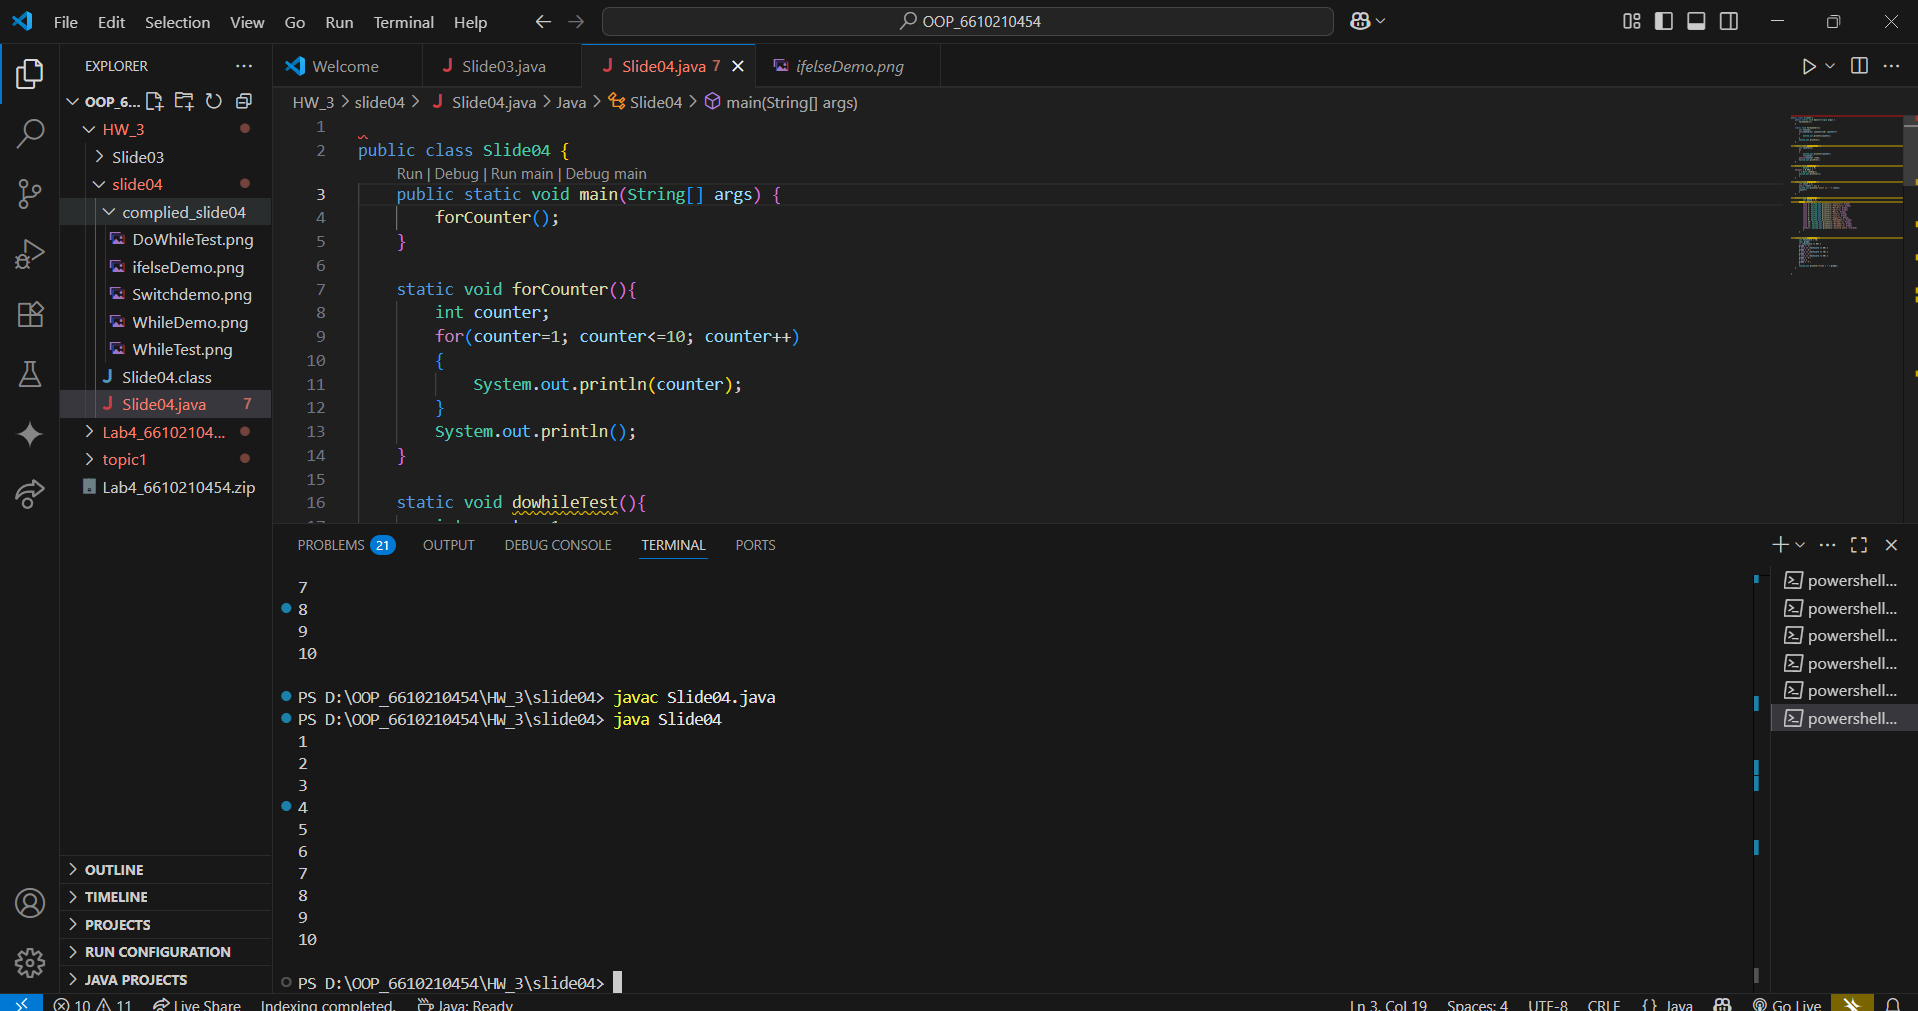 File Edit Selection View Go Run Terminal Help
OOP_6610210454
EXPLORER
OOP_6...
HW_3
Slide03
slide04
complied_slide04
DoWhileTest.png
ifelseDemo.png
Switchdemo.png
WhileDemo.png
WhileTest.png
Slide04.class
Slide04.java 7
Lab4_66102104...
topic1
Lab4_6610210454.zip
OUTLINE
TIMELINE
PROJECTS
RUN CONFIGURATION
JAVA PROJECTS
Welcome Slide03.java Slide04.java 7 ifelseDemo.png
HW_3 > slide04 > Slide04.java > Java > Slide04 > main(String[] args)
1
2 public class Slide04 {
Run | Debug | Run main | Debug main
3 public static void main(String[] args) {
4 forCounter();
5 }
6
7 static void forCounter(){
8 int counter;
9 for(counter=1; counter<=10; counter++)
10 {
11 System.out.println(counter);
12 }
13 System.out.println();
14 }
15
16 static void dowhileTest(){
PROBLEMS 21 OUTPUT DEBUG CONSOLE TERMINAL PORTS
7
8
9
10
PS D:\OOP_6610210454\HW_3\slide04> javac Slide04.java
PS D:\OOP_6610210454\HW_3\slide04> java Slide04
1
2
3
4
5
6
7
8
9
10
PS D:\OOP_6610210454\HW_3\slide04>
powershell...
powershell...
powershell...
powershell...
powershell...
powershell...
10 11 Live Share Indexing completed. Java: Ready Ln 3, Col 19 Spaces: 4 UTF-8 CRLF {} Java Go Live